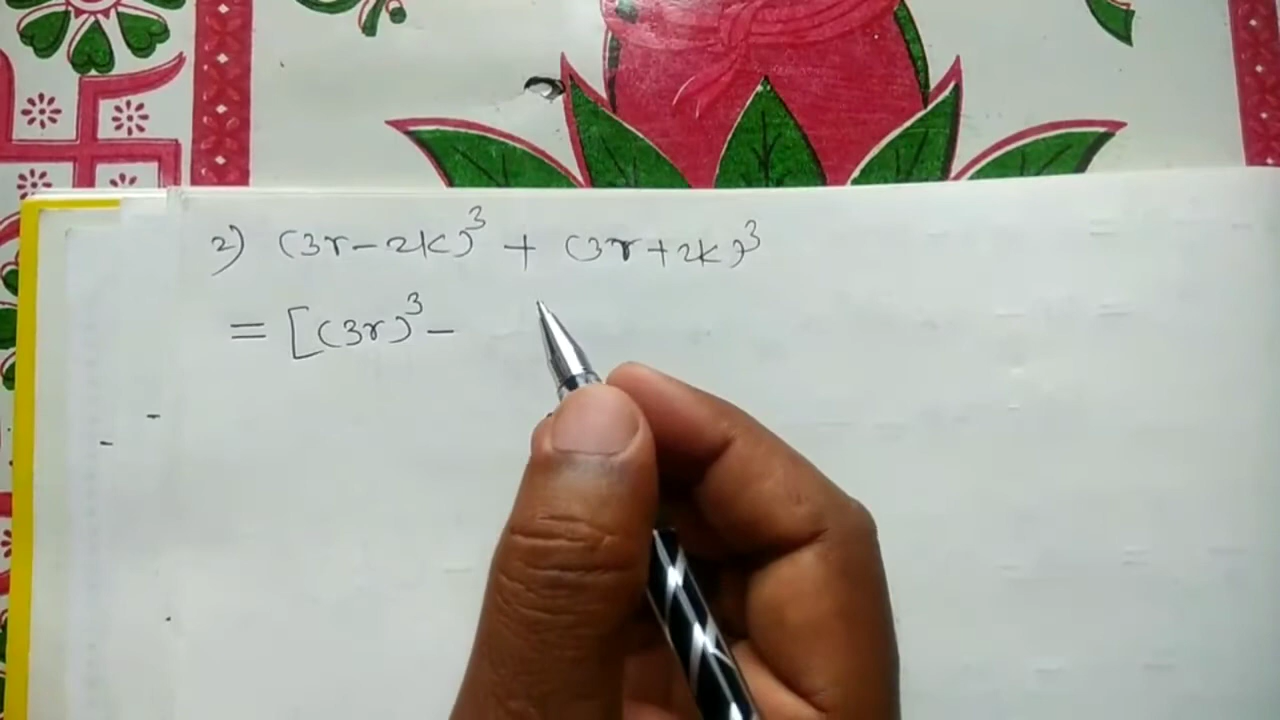 2) (3r-2k)³ + (3r+2k)³
= [(3r)³ -